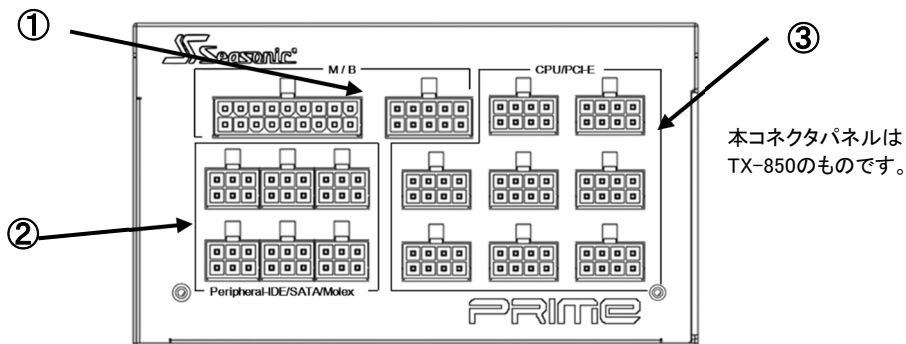 ①
③
Seasonic
M / B
CPU/PCI-E
本コネクタパネルは
TX-850のものです。
②
Peripheral-IDE/SATA/Molex
PRIME